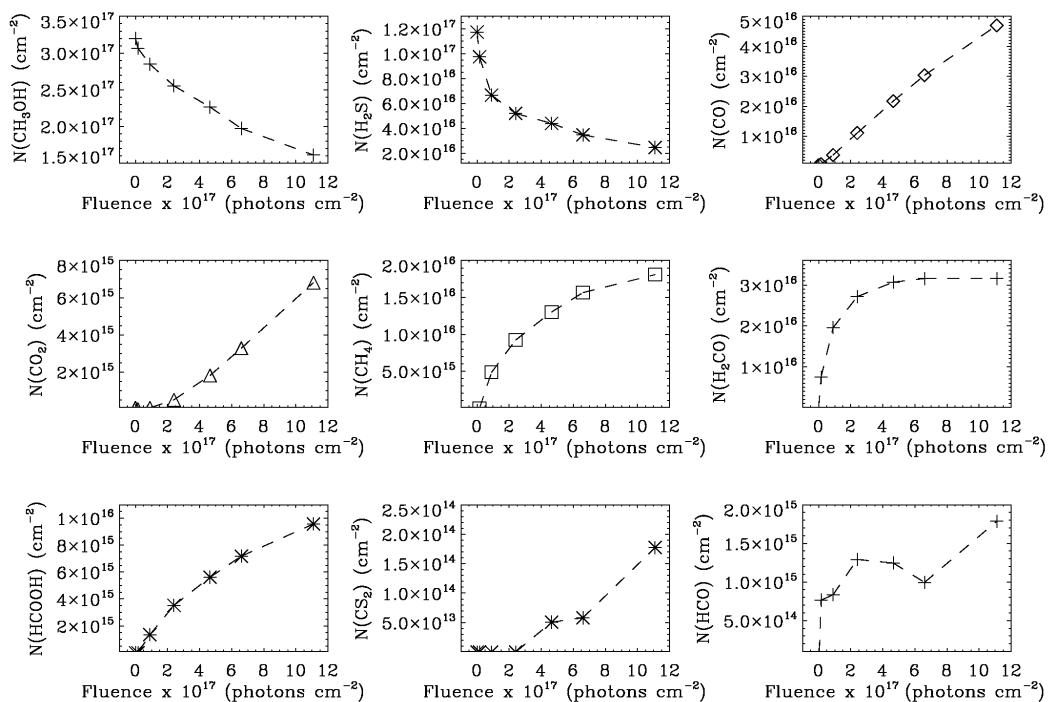 N(CH₃OH) (cm⁻²)
3.5×10¹⁷
3.0×10¹⁷
2.5×10¹⁷
2.0×10¹⁷
1.5×10¹⁷
0 2 4 6 8 10 12
Fluence x 10¹⁷ (photons cm⁻²)
N(H₂S) (cm⁻²)
1.2×10¹⁷
1.0×10¹⁷
8.0×10¹⁶
6.0×10¹⁶
4.0×10¹⁶
2.0×10¹⁶
0 2 4 6 8 10 12
Fluence x 10¹⁷ (photons cm⁻²)
N(CO) (cm⁻²)
5×10¹⁶
4×10¹⁶
3×10¹⁶
2×10¹⁶
1×10¹⁶
0 2 4 6 8 10 12
Fluence x 10¹⁷ (photons cm⁻²)
N(CO₂) (cm⁻²)
8×10¹⁵
6×10¹⁵
4×10¹⁵
2×10¹⁵
0 2 4 6 8 10 12
Fluence x 10¹⁷ (photons cm⁻²)
N(CH₄) (cm⁻²)
2.0×10¹⁶
1.5×10¹⁶
1.0×10¹⁶
5.0×10¹⁵
0 2 4 6 8 10 12
Fluence x 10¹⁷ (photons cm⁻²)
N(H₂CO) (cm⁻²)
3×10¹⁶
2×10¹⁶
1×10¹⁶
0 2 4 6 8 10 12
Fluence x 10¹⁷ (photons cm⁻²)
N(HCOOH) (cm⁻²)
1×10¹⁶
8×10¹⁵
6×10¹⁵
4×10¹⁵
2×10¹⁵
0 2 4 6 8 10 12
Fluence x 10¹⁷ (photons cm⁻²)
N(CS₂) (cm⁻²)
2.5×10¹⁴
2.0×10¹⁴
1.5×10¹⁴
1.0×10¹⁴
5.0×10¹³
0 2 4 6 8 10 12
Fluence x 10¹⁷ (photons cm⁻²)
N(HCO) (cm⁻²)
2.0×10¹⁵
1.5×10¹⁵
1.0×10¹⁵
5.0×10¹⁴
0 2 4 6 8 10 12
Fluence x 10¹⁷ (photons cm⁻²)